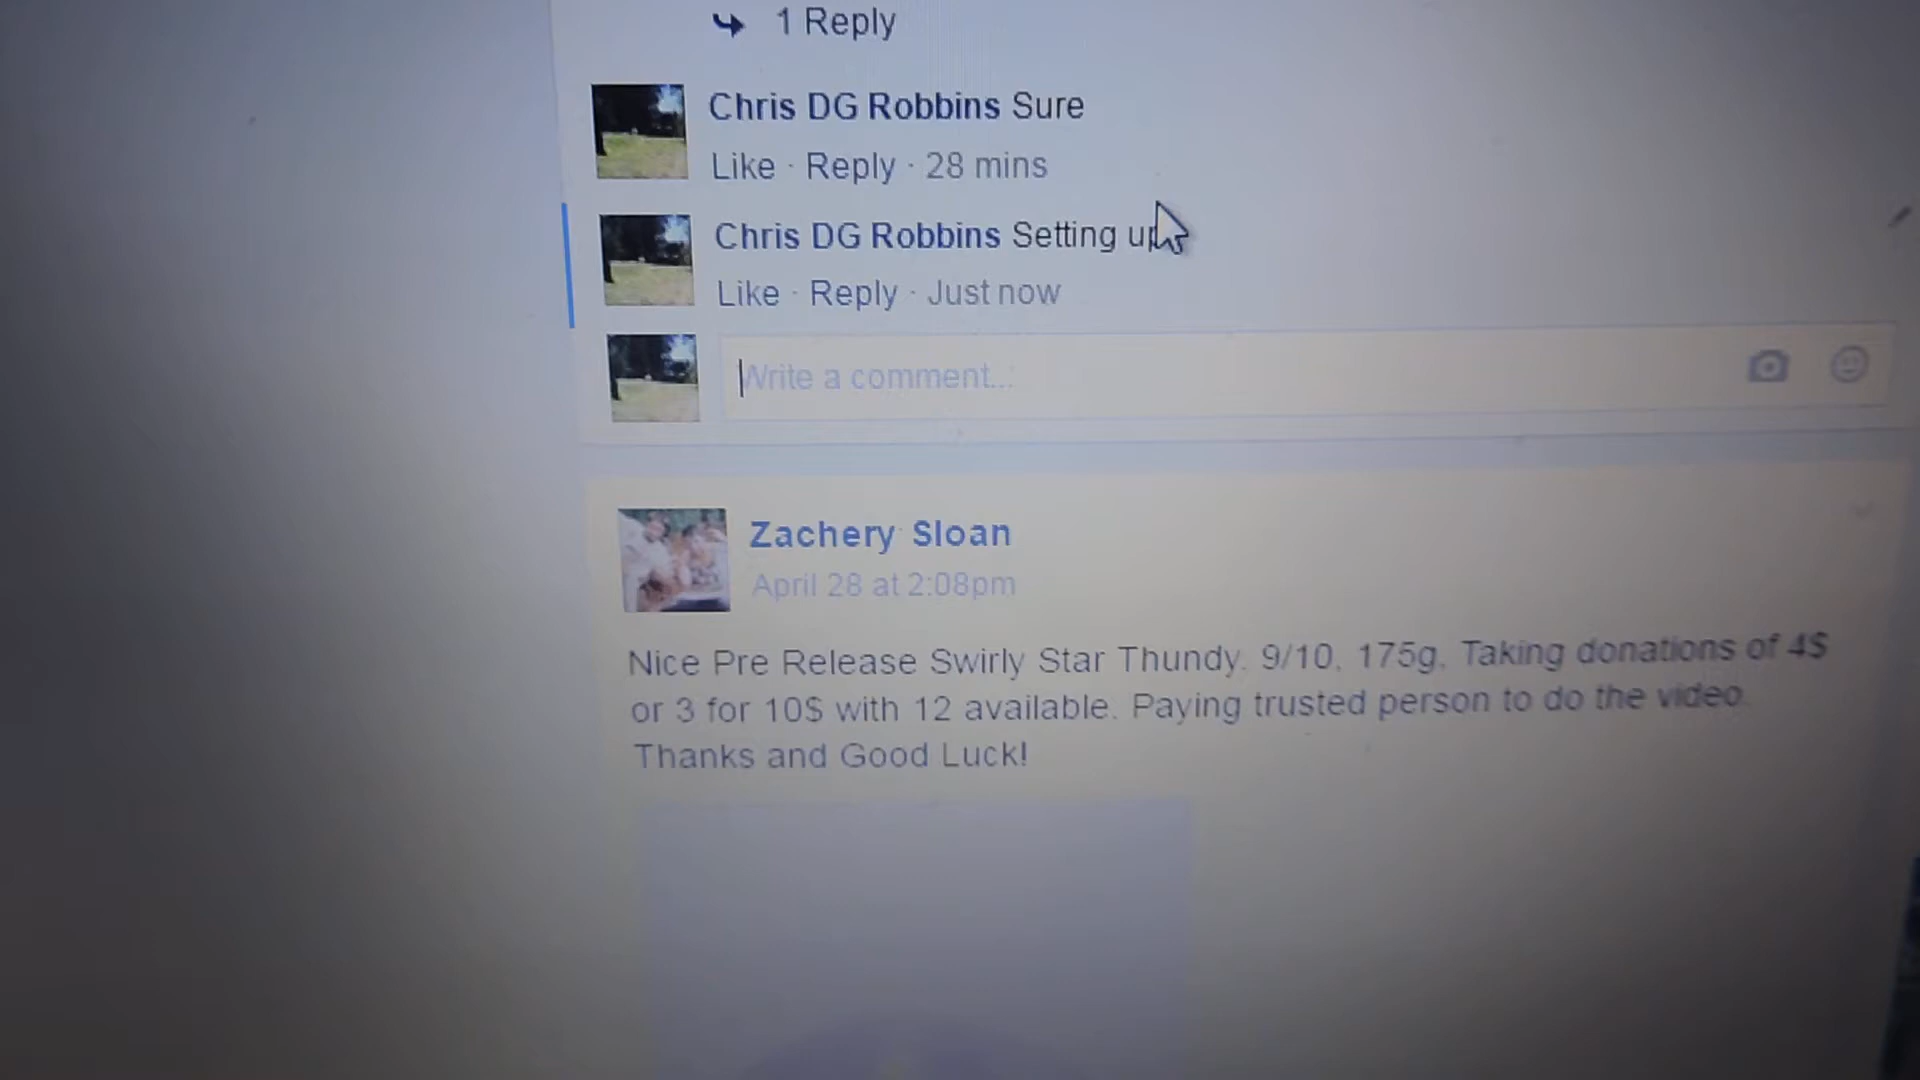 1 Reply
Chris DG Robbins Sure
Like · Reply · 28 mins
Chris DG Robbins Setting up
Like · Reply · Just now
Write a comment...
Zachery Sloan
April 28 at 2:08pm
Nice Pre Release Swirly Star Thundy. 9/10, 175g, Taking donations of 4$
or 3 for 10$ with 12 available. Paying trusted person to do the video.
Thanks and Good Luck!